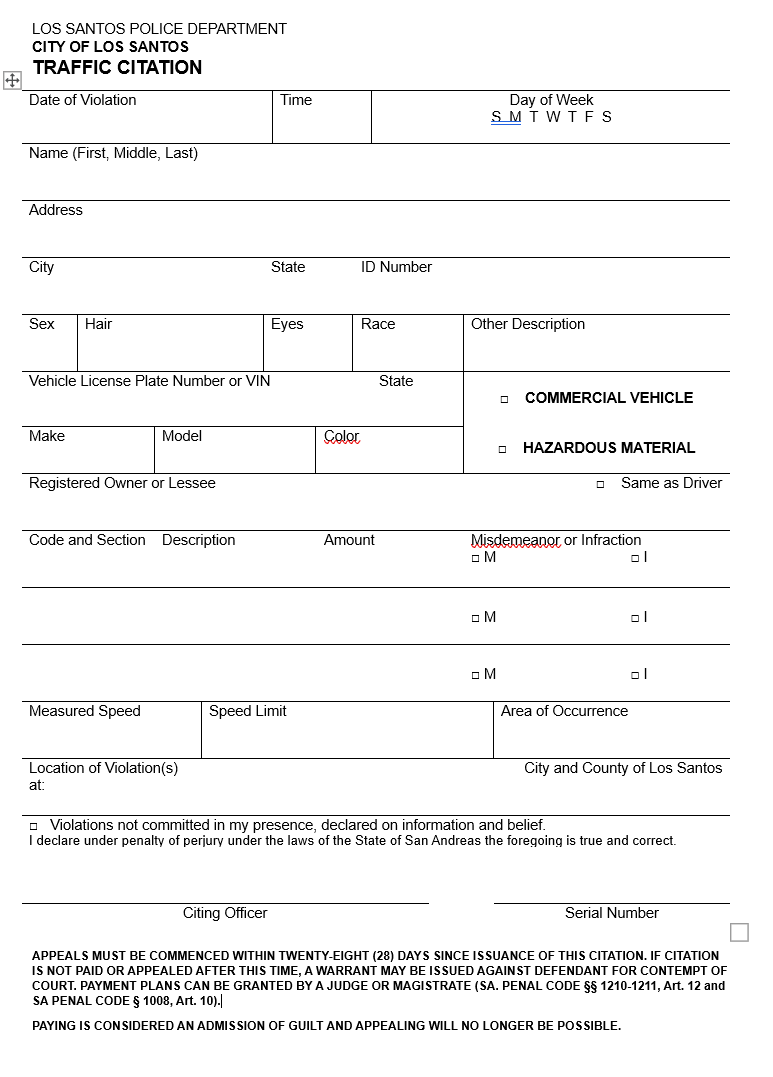 LOS SANTOS POLICE DEPARTMENT
CITY OF LOS SANTOS
TRAFFIC CITATION
Date of Violation Time Day of Week
S M T W T F S
Name (First, Middle, Last)
Address
City State ID Number
Sex Hair Eyes Race Other Description
Vehicle License Plate Number or VIN State
□ COMMERCIAL VEHICLE
Make Model Color
□ HAZARDOUS MATERIAL
Registered Owner or Lessee □ Same as Driver
Code and Section Description Amount Misdemeanor or Infraction
□ M □ I
□ M □ I
□ M □ I
Measured Speed Speed Limit Area of Occurrence
Location of Violation(s) City and County of Los Santos
at:
□ Violations not committed in my presence, declared on information and belief.
I declare under penalty of perjury under the laws of the State of San Andreas the foregoing is true and correct.
Citing Officer Serial Number
APPEALS MUST BE COMMENCED WITHIN TWENTY-EIGHT (28) DAYS SINCE ISSUANCE OF THIS CITATION. IF CITATION
IS NOT PAID OR APPEALED AFTER THIS TIME, A WARRANT MAY BE ISSUED AGAINST DEFENDANT FOR CONTEMPT OF
COURT. PAYMENT PLANS CAN BE GRANTED BY A JUDGE OR MAGISTRATE (SA. PENAL CODE §§ 1210-1211, Art. 12 and
SA PENAL CODE § 1008, Art. 10).
PAYING IS CONSIDERED AN ADMISSION OF GUILT AND APPEALING WILL NO LONGER BE POSSIBLE.